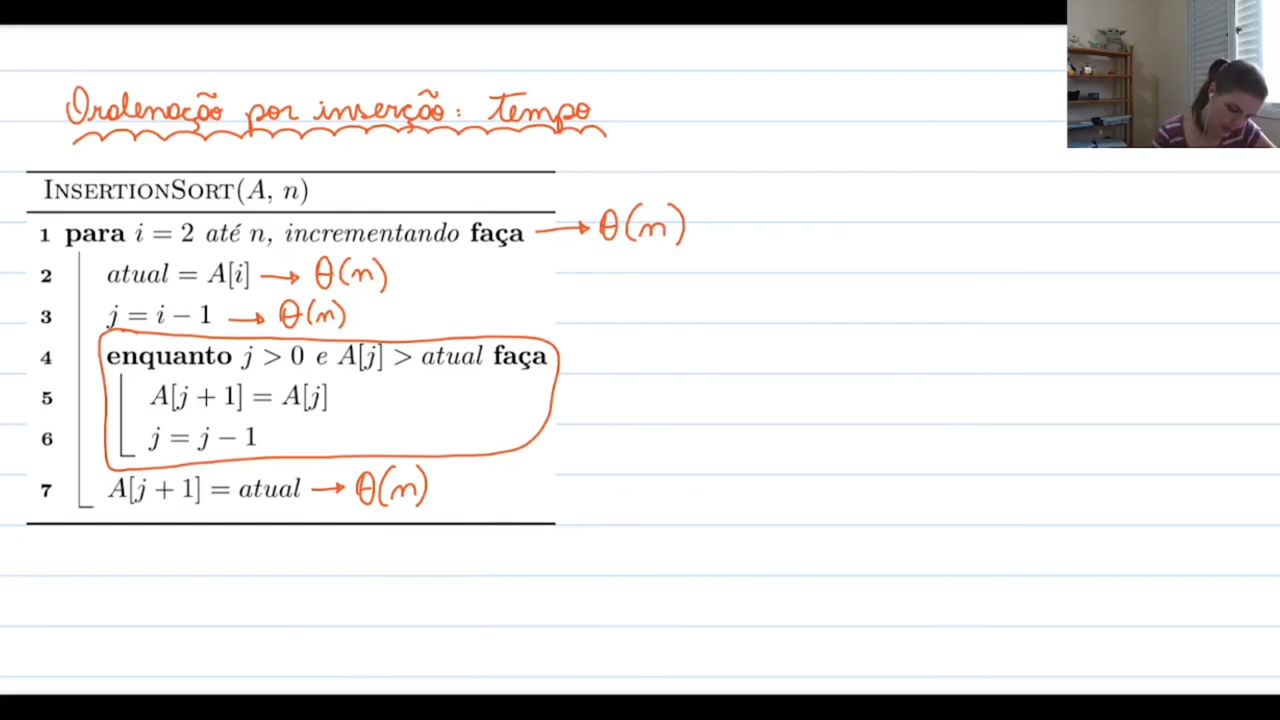 Ordenação por inserção: tempo
INSERTIONSORT(A, n)
1 para i = 2 até n, incrementando faça → θ(n)
2 atual = A[i] → θ(n)
3 j = i − 1 → θ(n)
4 enquanto j > 0 e A[j] > atual faça
5 A[j + 1] = A[j]
6 j = j − 1
7 A[j + 1] = atual → θ(n)